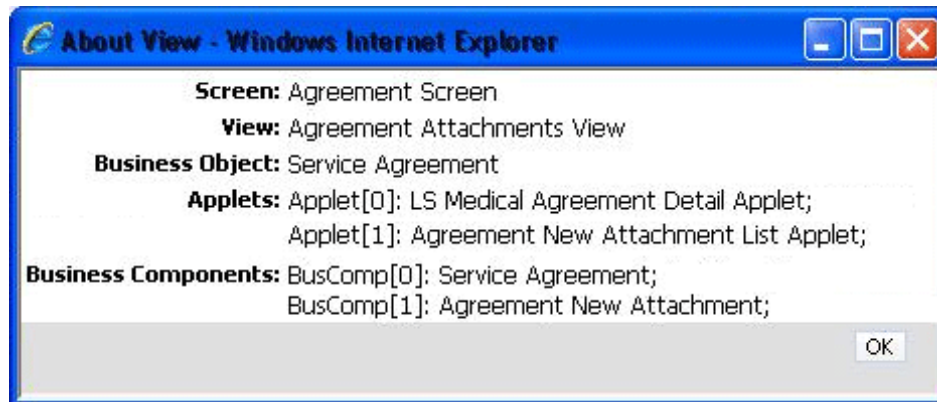 About View - Windows Internet Explorer
Screen: Agreement Screen
View: Agreement Attachments View
Business Object: Service Agreement
Applets: Applet[0]: LS Medical Agreement Detail Applet;
Applet[1]: Agreement New Attachment List Applet;
Business Components: BusComp[0]: Service Agreement;
BusComp[1]: Agreement New Attachment;
OK